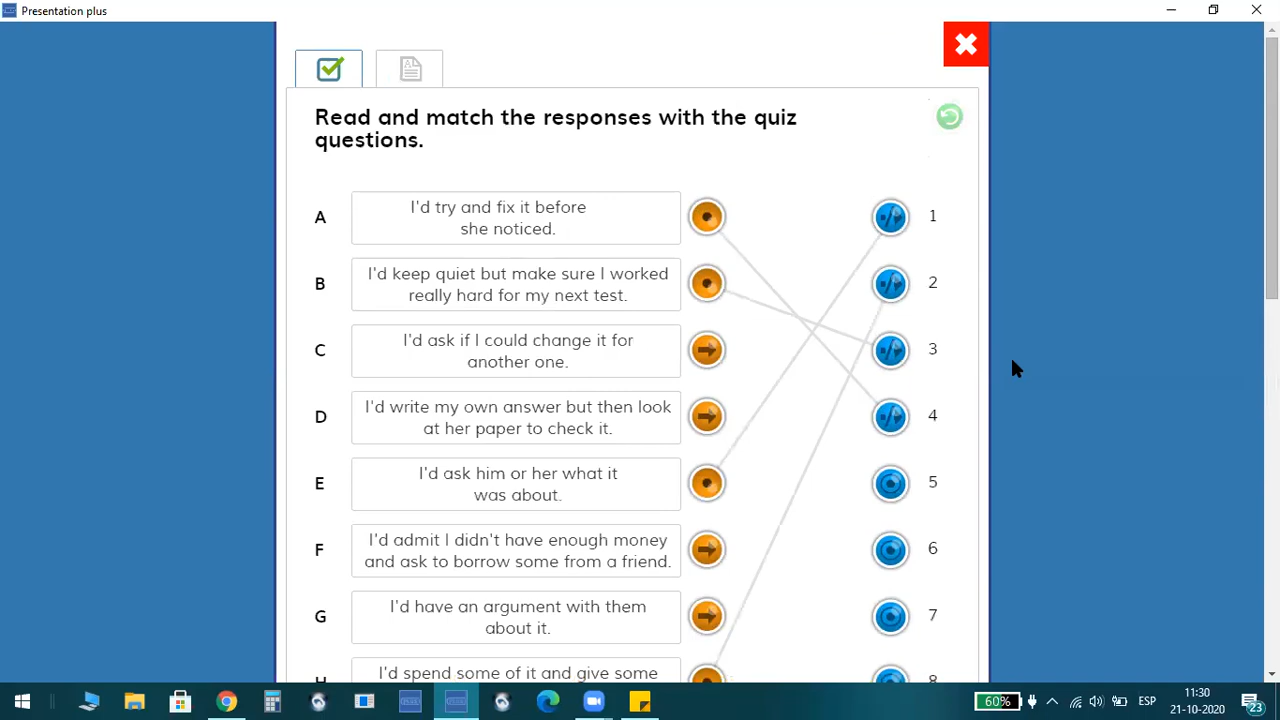 Presentation plus
Read and match the responses with the quiz
questions.
A
I'd try and fix it before
she noticed.
1
B
I'd keep quiet but make sure I worked
really hard for my next test.
2
C
I'd ask if I could change it for
another one.
3
D
I'd write my own answer but then look
at her paper to check it.
4
E
I'd ask him or her what it
was about.
5
F
I'd admit I didn't have enough money
and ask to borrow some from a friend.
6
G
I'd have an argument with them
about it.
7
H
I'd spend some of it and give some
8
60%
ESP
11:30
21-10-2020
23